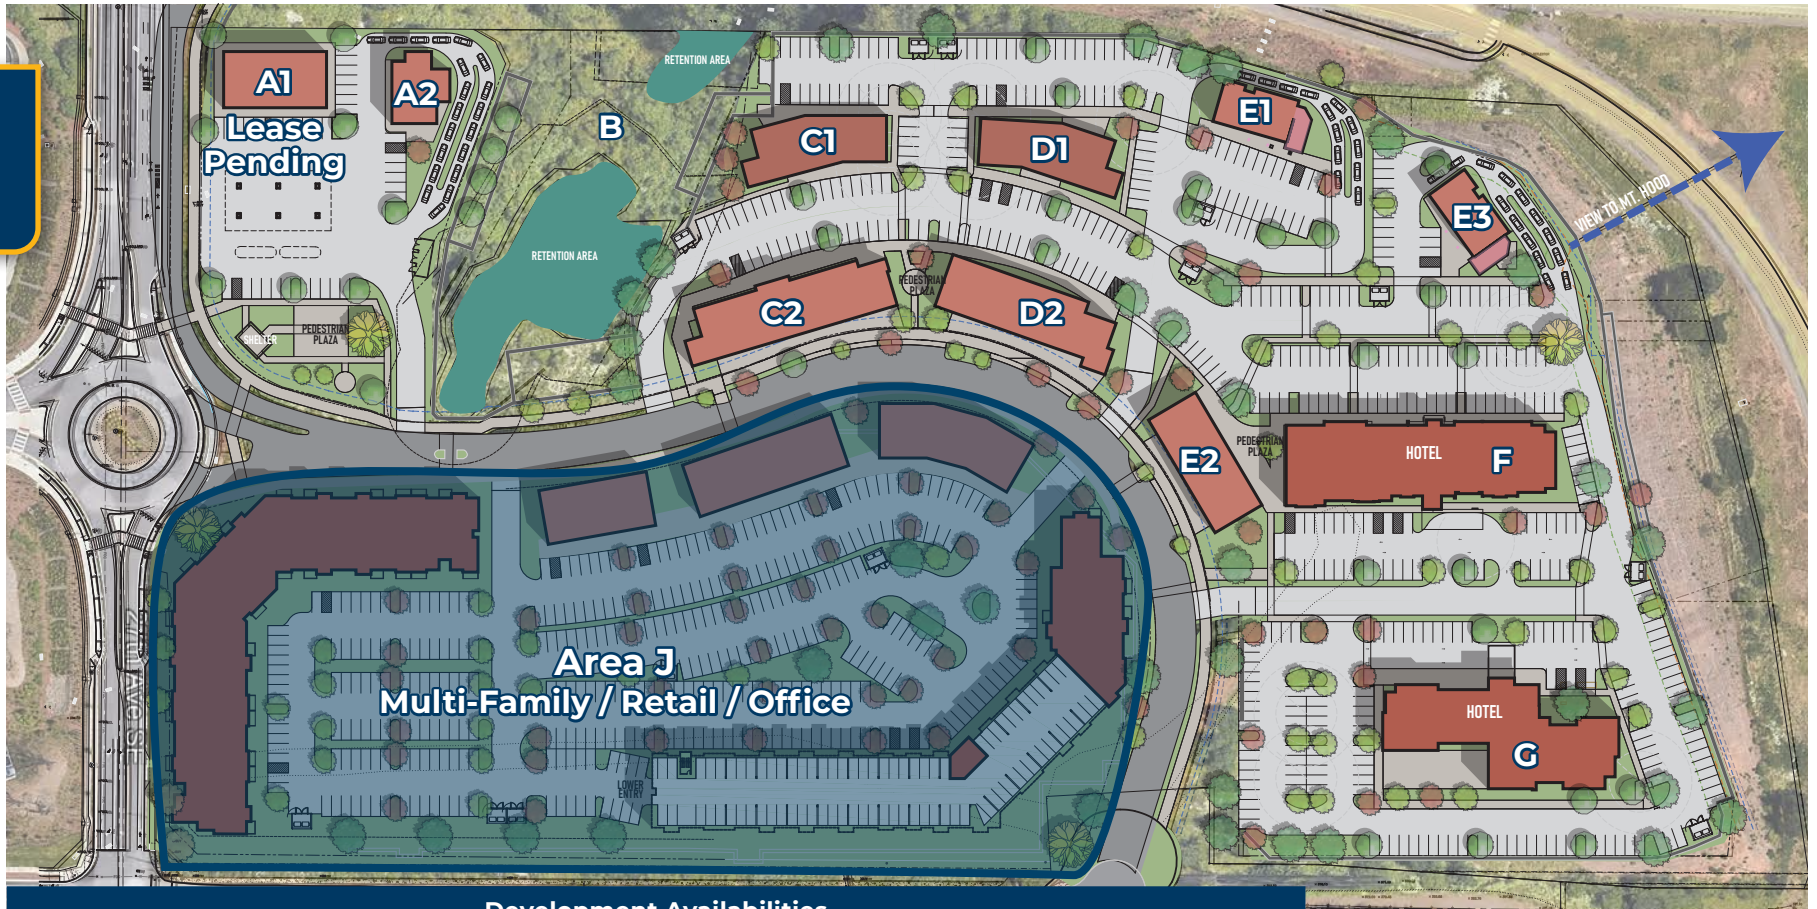 A1
A2
Lease
Pending
B
RETENTION AREA
C1
D1
E1
E3
VIEW TO MT. HOOD
RETENTION AREA
C2
PEDESTRIAN
PLAZA
D2
SHELTER
PEDESTRIAN
PLAZA
E2
PEDESTRIAN
PLAZA
HOTEL
F
Area J
Multi-Family / Retail / Office
LOWER
ENTRY
HOTEL
G
Development Availabilities